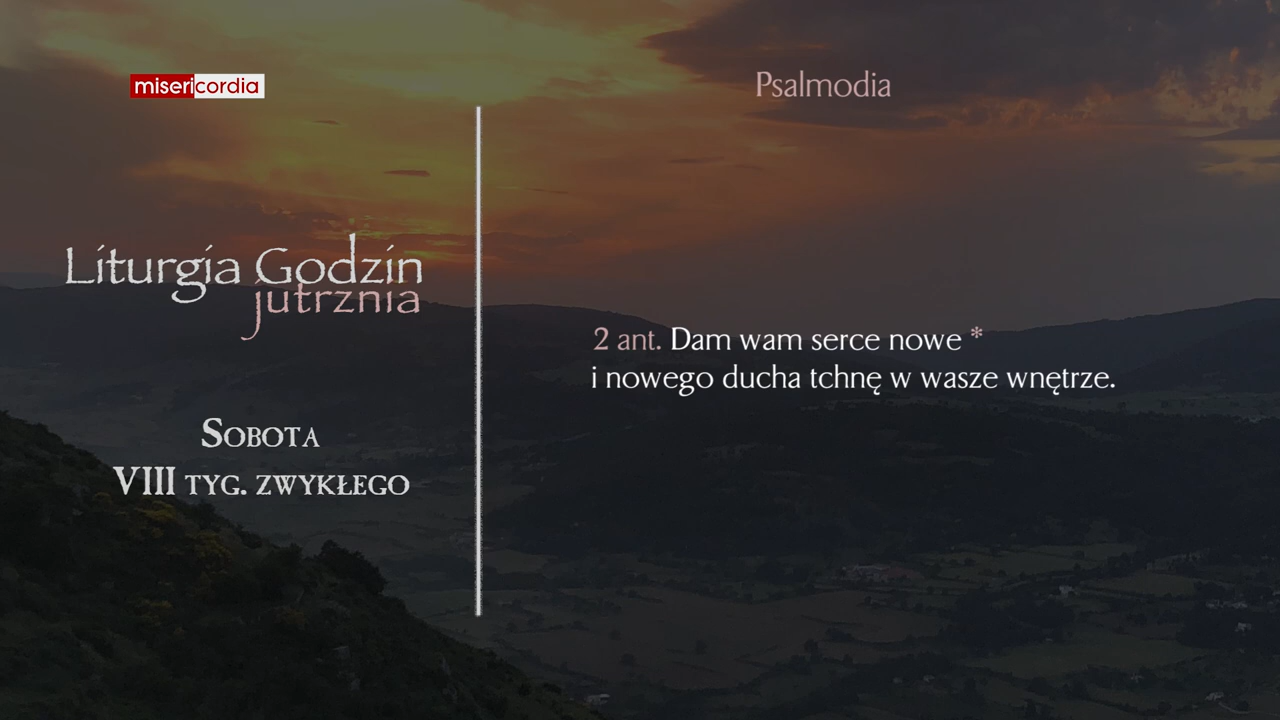 misericordia
Psalmodia
Liturgia Godzin
jutrznia
2 ant. Dam wam serce nowe *
i nowego ducha tchnę w wasze wnętrze.
Sobota
VIII tyg. zwykłego